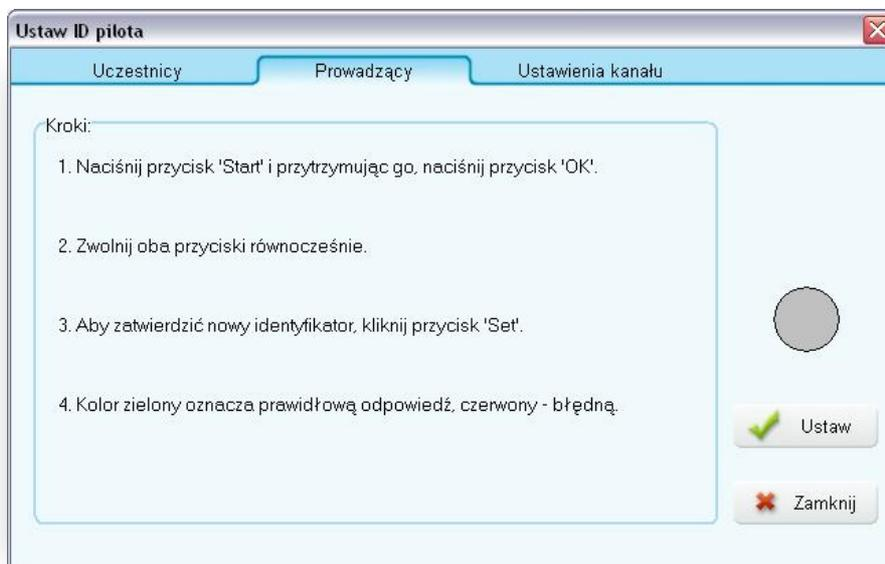 Ustaw ID pilota
Uczestnicy
Prowadzący
Ustawienia kanału
Kroki:
1. Naciśnij przycisk 'Start' i przytrzymując go, naciśnij przycisk 'OK'.
2. Zwolnij oba przyciski równocześnie.
3. Aby zatwierdzić nowy identyfikator, kliknij przycisk 'Set'.
4. Kolor zielony oznacza prawidłową odpowiedź, czerwony - błędną.
Ustaw
Zamknij